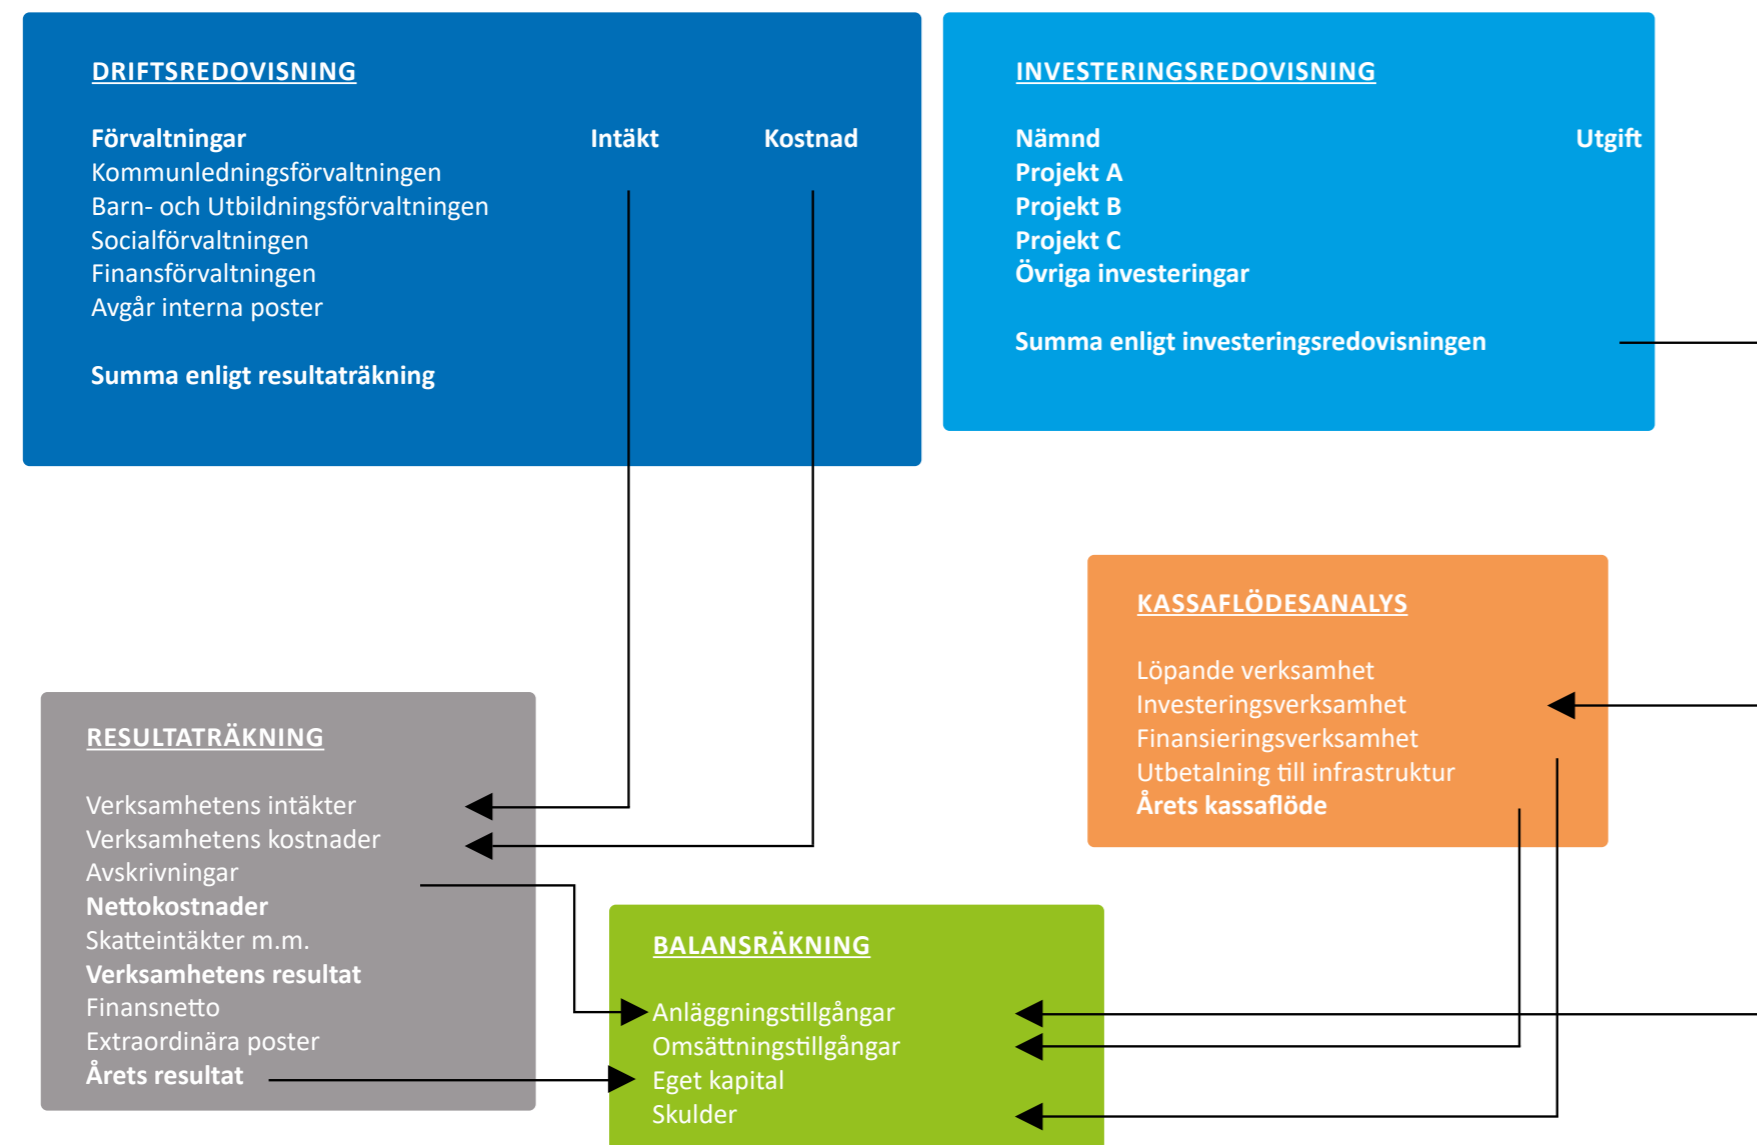 DRIFTSREDOVISNING
Förvaltningar Intäkt Kostnad
Kommunledningsförvaltningen
Barn- och Utbildningsförvaltningen
Socialförvaltningen
Finansförvaltningen
Avgår interna poster
Summa enligt resultaträkning
INVESTERINGSREDOVISNING
Nämnd Utgift
Projekt A
Projekt B
Projekt C
Övriga investeringar
Summa enligt investeringsredovisningen
KASSAFLÖDESANALYS
Löpande verksamhet
Investeringsverksamhet
Finansieringsverksamhet
Utbetalning till infrastruktur
Årets kassaflöde
RESULTATRÄKNING
Verksamhetens intäkter
Verksamhetens kostnader
Avskrivningar
Nettokostnader
Skatteintäkter m.m.
Verksamhetens resultat
Finansnetto
Extraordinära poster
Årets resultat
BALANSRÄKNING
Anläggningstillgångar
Omsättningstillgångar
Eget kapital
Skulder